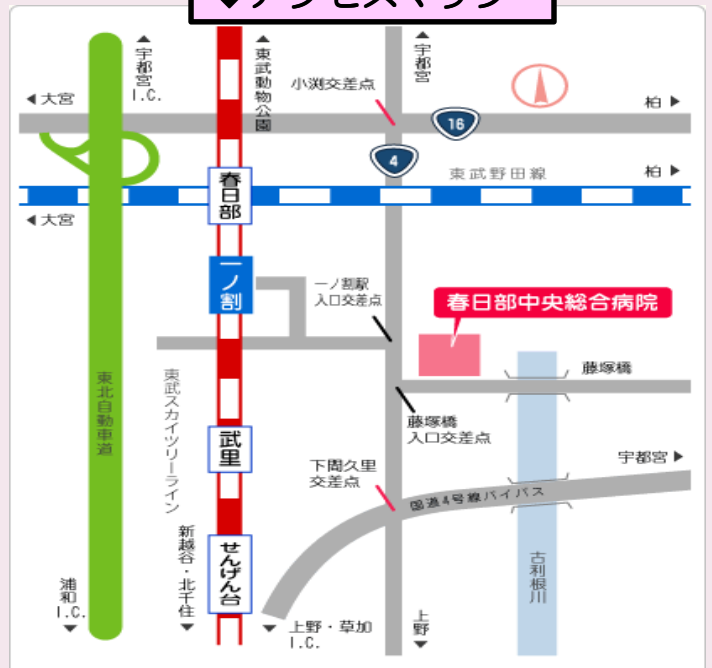 ◆アクセスマップ
▲宇都宮I.C.
▲東武動物公園
▲宇都宮
小渕交差点
◀大宮
柏▶
16
4
東武野田線
柏▶
春日部
◀大宮
一ノ割
一ノ割駅
入口交差点
春日部中央総合病院
藤塚橋
東北自動車道
東武スカイツリーライン
藤塚橋
入口交差点
武里
下間久里
交差点
宇都宮▶
国道4号線バイパス
新越谷・北千住▼
せんげん台
古利根川
浦和I.C.▼
▼上野・草加
I.C.
上野▼